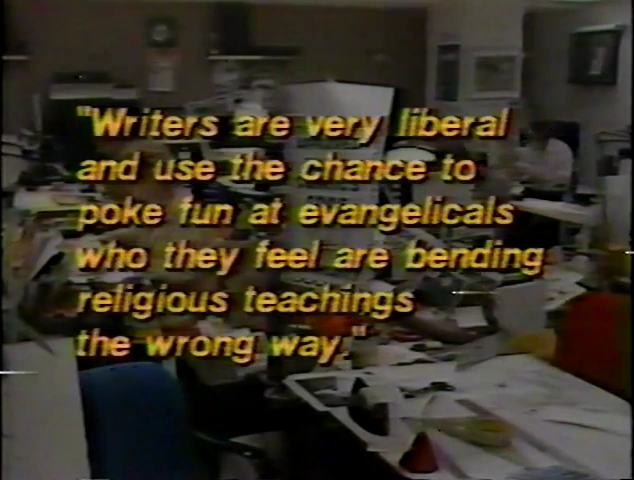 "Writers are very liberal
and use the chance to
poke fun at evangelicals
who they feel are bending
religious teachings
the wrong way."